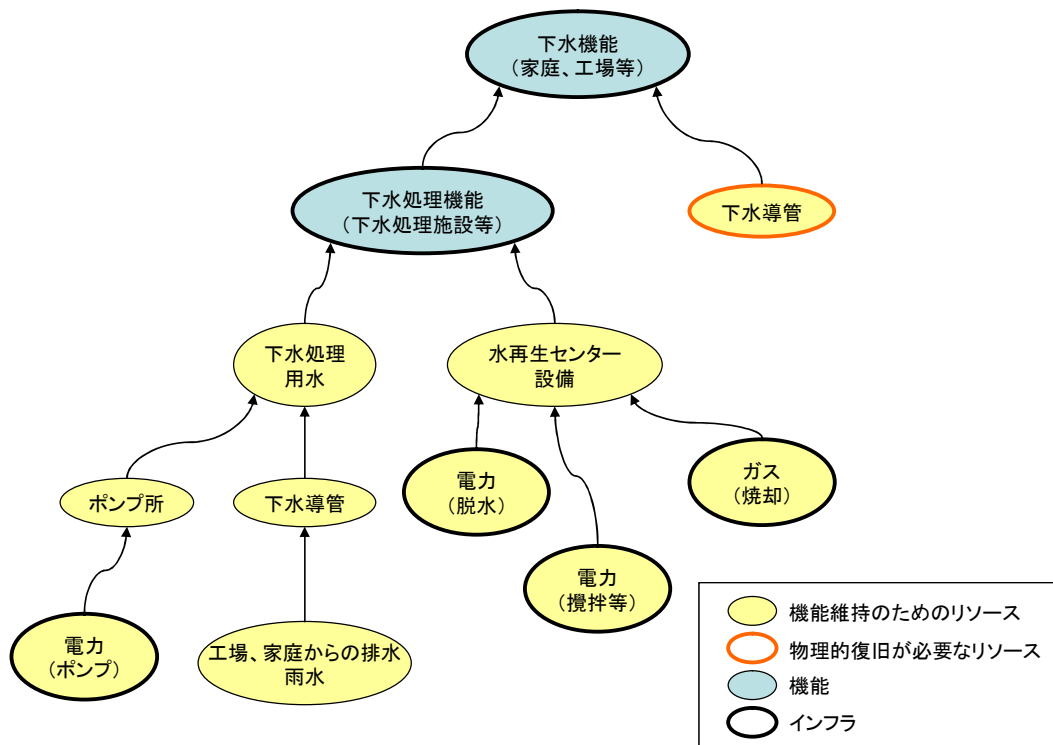 下水機能
（家庭、工場等）
下水処理機能
（下水処理施設等）
下水導管
下水処理
用水
水再生センター
設備
ポンプ所
下水導管
電力
（脱水）
ガス
（焼却）
電力
（攪拌等）
電力
（ポンプ）
工場、家庭からの排水
雨水
機能維持のためのリソース
物理的復旧が必要なリソース
機能
インフラ